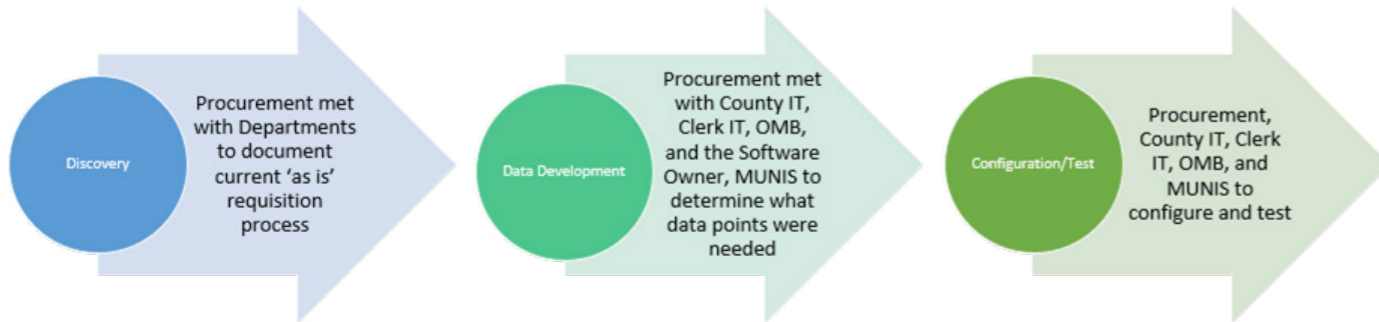 Discovery
Procurement met
with Departments
to document
current ‘as is’
requisition
process
Data Development
Procurement met
with County IT,
Clerk IT, OMB,
and the Software
Owner, MUNIS to
determine what
data points were
needed
Configuration/Test
Procurement,
County IT, Clerk
IT, OMB, and
MUNIS to
configure and test